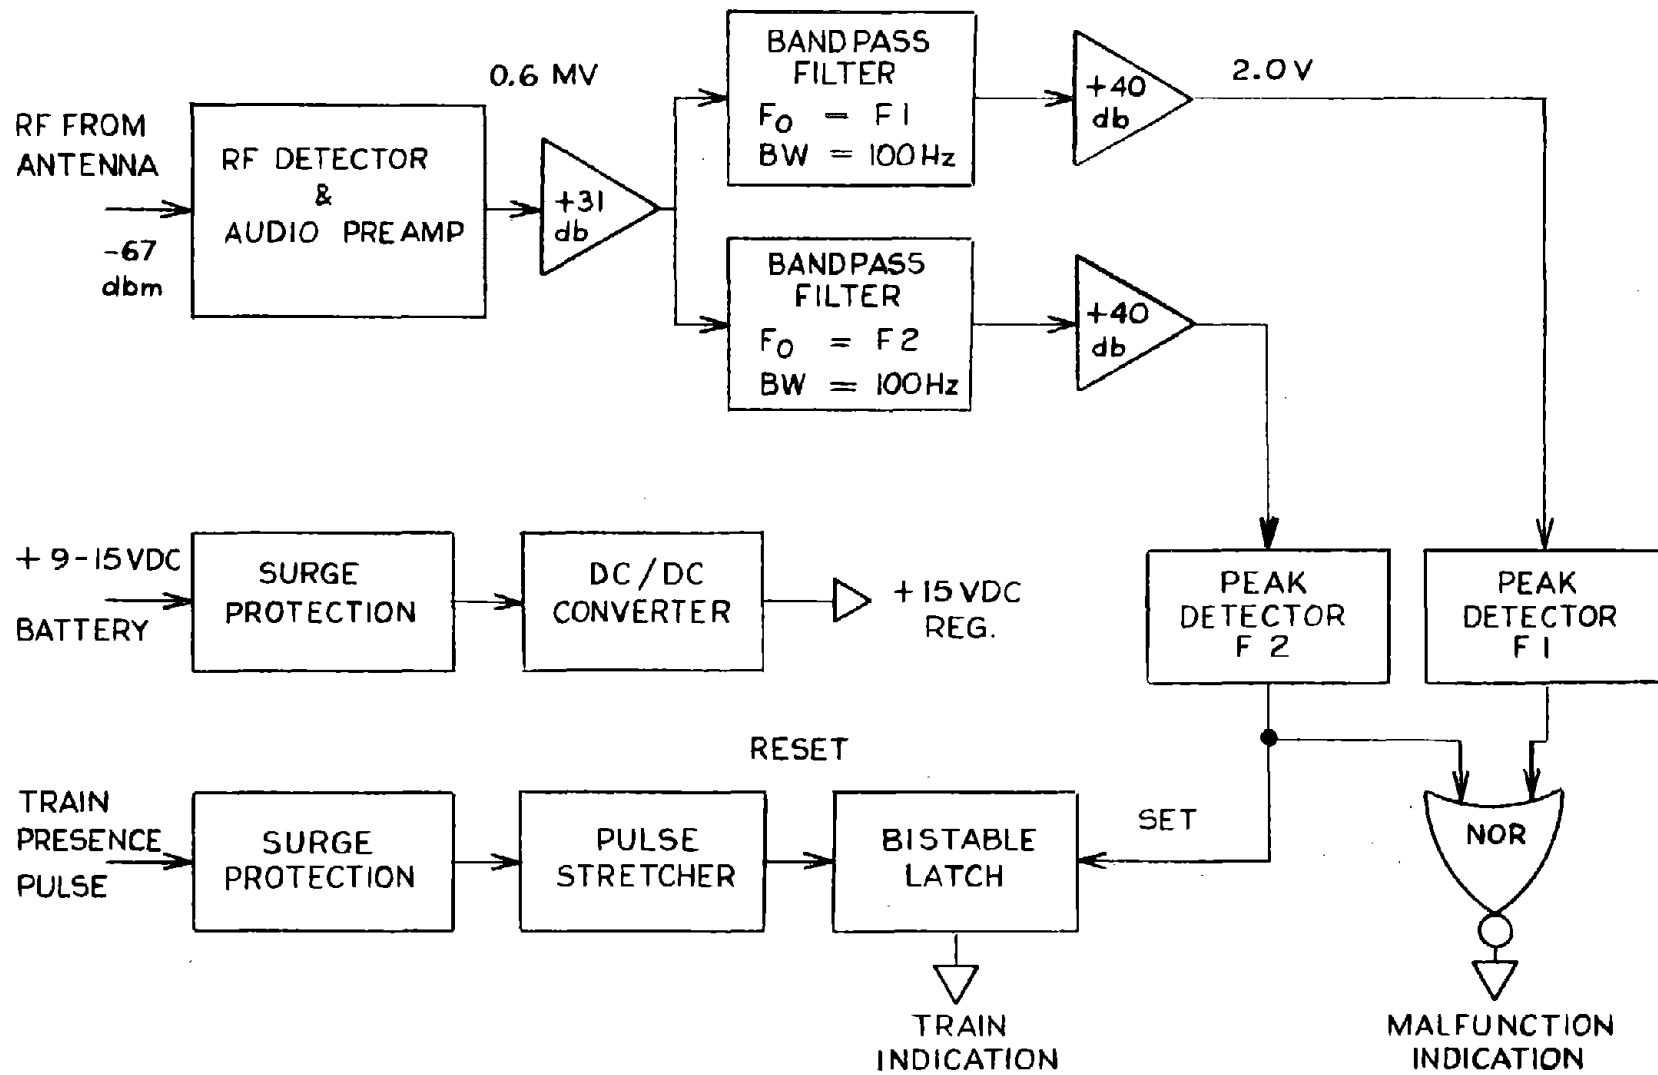 RF FROM
ANTENNA
-67
dbm
RF DETECTOR
&
AUDIO PREAMP
0.6 MV
+31
db
BANDPASS
FILTER
FO = F1
BW = 100Hz
+40
db
2.0V
BANDPASS
FILTER
FO = F2
BW = 100Hz
+40
db
+ 9-15VDC
BATTERY
SURGE
PROTECTION
DC/DC
CONVERTER
+15VDC
REG.
PEAK
DETECTOR
F 2
PEAK
DETECTOR
F1
TRAIN
PRESENCE
PULSE
SURGE
PROTECTION
PULSE
STRETCHER
RESET
BISTABLE
LATCH
SET
NOR
TRAIN
INDICATION
MALFUNCTION
INDICATION